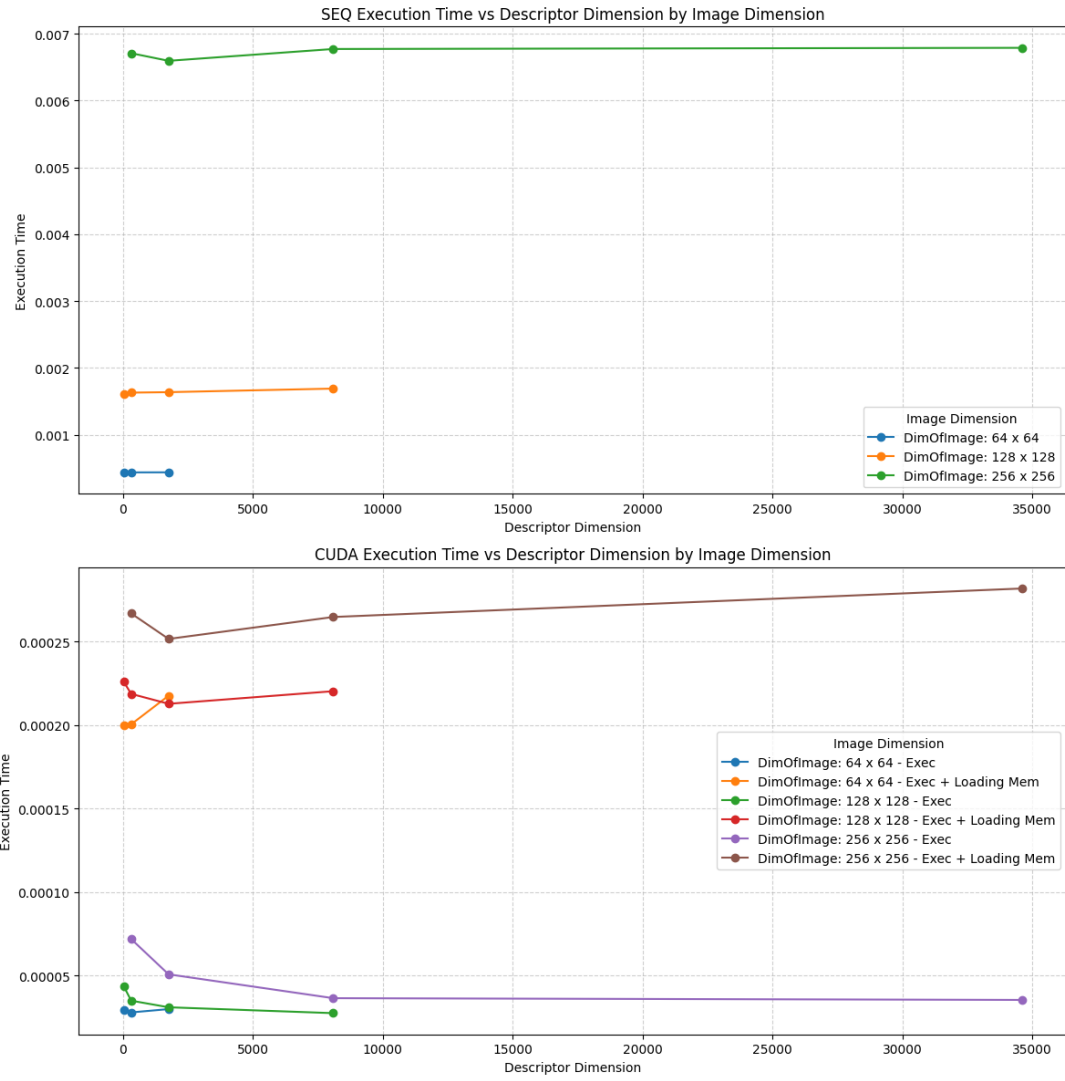 SEQ Execution Time vs Descriptor Dimension by Image Dimension
0.007
0.006
0.005
0.004
0.003
0.002
0.001
Execution Time
Image Dimension
DimOfImage: 64 x 64
DimOfImage: 128 x 128
DimOfImage: 256 x 256
0 5000 10000 15000 20000 25000 30000 35000
Descriptor Dimension
CUDA Execution Time vs Descriptor Dimension by Image Dimension
0.00025
0.00020
0.00015
0.00010
0.00005
Execution Time
Image Dimension
DimOfImage: 64 x 64 - Exec
DimOfImage: 64 x 64 - Exec + Loading Mem
DimOfImage: 128 x 128 - Exec
DimOfImage: 128 x 128 - Exec + Loading Mem
DimOfImage: 256 x 256 - Exec
DimOfImage: 256 x 256 - Exec + Loading Mem
0 5000 10000 15000 20000 25000 30000 35000
Descriptor Dimension